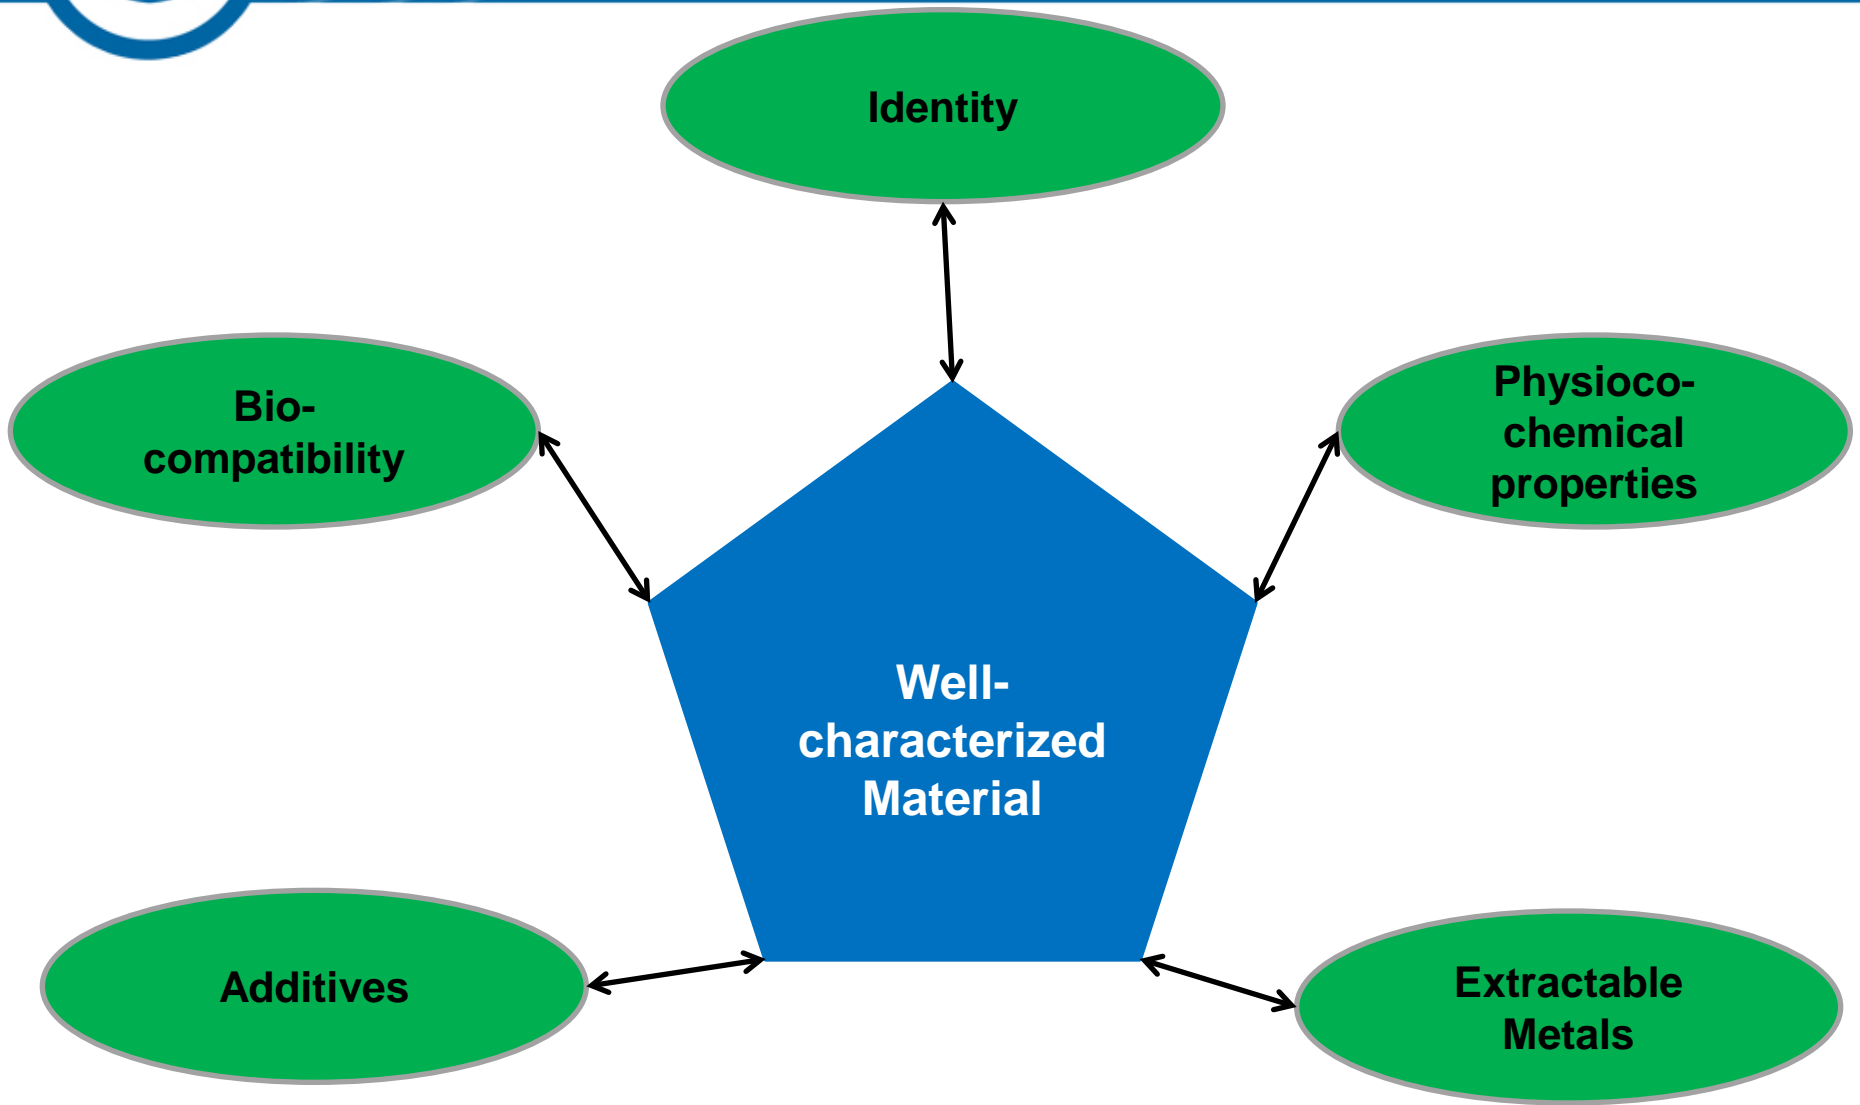 Identity
Bio-
compatibility
Physioco-
chemical
properties
Well-
characterized
Material
Additives
Extractable
Metals